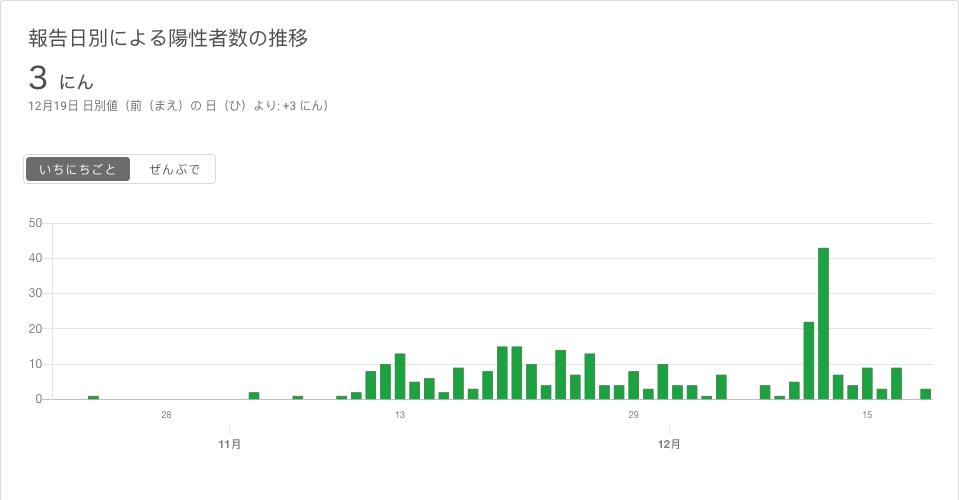 報告日別による陽性者数の推移
3 にん
12月19日 日別値（前（まえ）の 日（ひ）より: +3 にん）
いちにちごと ぜんぶで
50
40
30
20
10
0
28 13 29 15
11月 12月